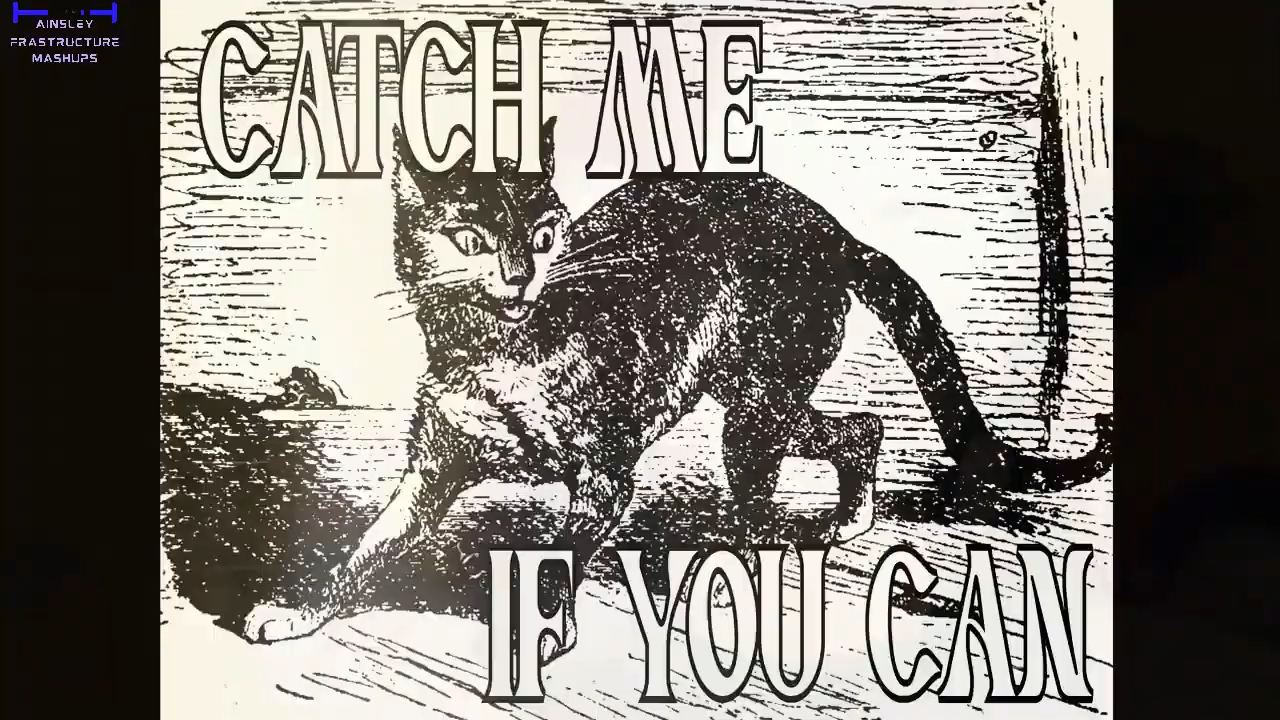 AINSLEY
FRASTRUCTURE
MASHUPS
CATCH ME
IF YOU CAN